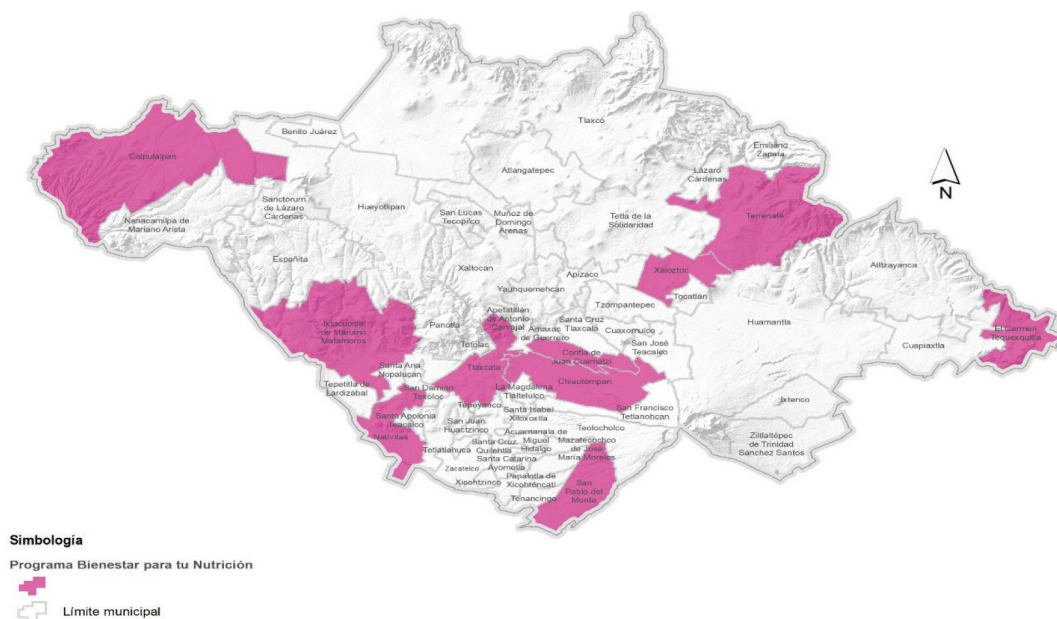 Tlaxco
Benito Juárez
Emiliano
Zapata
Calpulalpan
Atlangatepec
Lázaro
Cárdenas
Sanctorum
de Lázaro
Cárdenas
Hueyotlipan
San Lucas
Tecopilco
Muñoz de
Domingo
Arenas
Tetla de la
Solidaridad
Terrenate
Nanacamilpa de
Mariano Arista
Españita
Xaltocan
Apizaco
Xaloztoc
Altzayanca
Yauhquemehcan
Tocatlán
Tzompantepec
Ixtacuixtla
de Mariano
Matamoros
Panotla
Apetatitlán
de Antonio
Carvajal
Amaxac
de Guerrero
Santa Cruz
Tlaxcala
Cuaxomulco
Huamantla
San José
Teacalco
El Carmen
Tequexquitla
Cuapiaxtla
Totolac
Contla de
Juan Cuamatzi
Santa Ana
Nopalucan
Tlaxcala
Chiautempan
Tepetitla de
Lardizábal
San Damián
Texóloc
La Magdalena
Tlaltelulco
Ixtenco
Tepeyanco
Santa Isabel
Xiloxoxtla
San Francisco
Tetlanohcan
Santa Apolonia
Teacalco
San Juan
Huactzinco
Acuamanala de
Miguel
Hidalgo
Teolocholco
Nativitas
Tetlatlahuca
Santa Cruz
Quilehtla
Mazatecochco
de José
María Morelos
Zitlaltépec
de Trinidad
Sánchez Santos
Zacatelco
Santa Catarina
Ayometla
Xicohtzinco
Papalotla de
Xicohténcatl
San
Pablo del
Monte
Tenancingo
N
Simbología
Programa Bienestar para tu Nutrición
Límite municipal